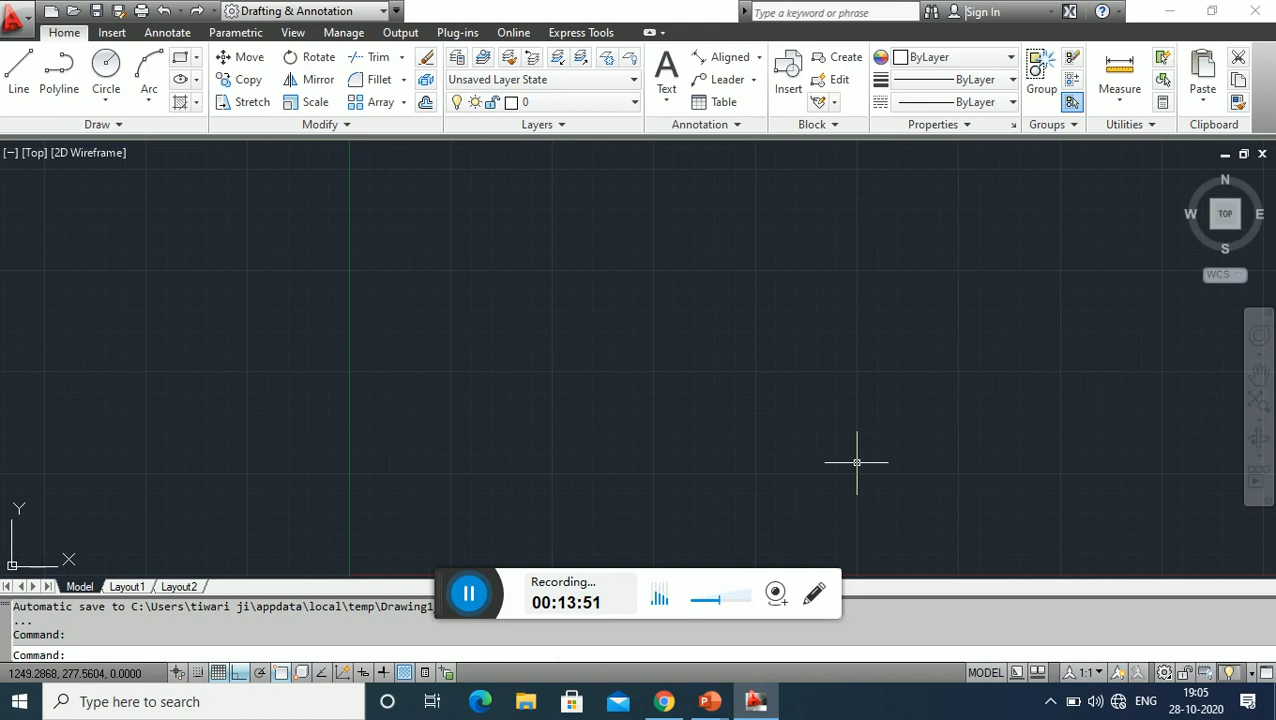 Drafting & Annotation
Type a keyword or phrase
Sign In
Home Insert Annotate Parametric View Manage Output Plug-ins Online Express Tools
Line
Polyline
Circle
Arc
Draw
Move Rotate Trim
Copy Mirror Fillet
Stretch Scale Array
Modify
Unsaved Layer State
0
Layers
Text
Aligned
Leader
Table
Annotation
Insert
Create
Edit
Block
ByLayer
ByLayer
ByLayer
Properties
Group
Groups
Measure
Utilities
Paste
Clipboard
[−] [Top] [2D Wireframe]
N
W TOP E
S
WCS
Y
X
Model Layout1 Layout2
Recording...
00:13:51
Automatic save to C:\Users\tiwari ji\appdata\local\temp\Drawing1
...
Command:
Command:
1249.2868, 277.5604, 0.0000
MODEL
1:1
Type here to search
ENG
19:05
28-10-2020